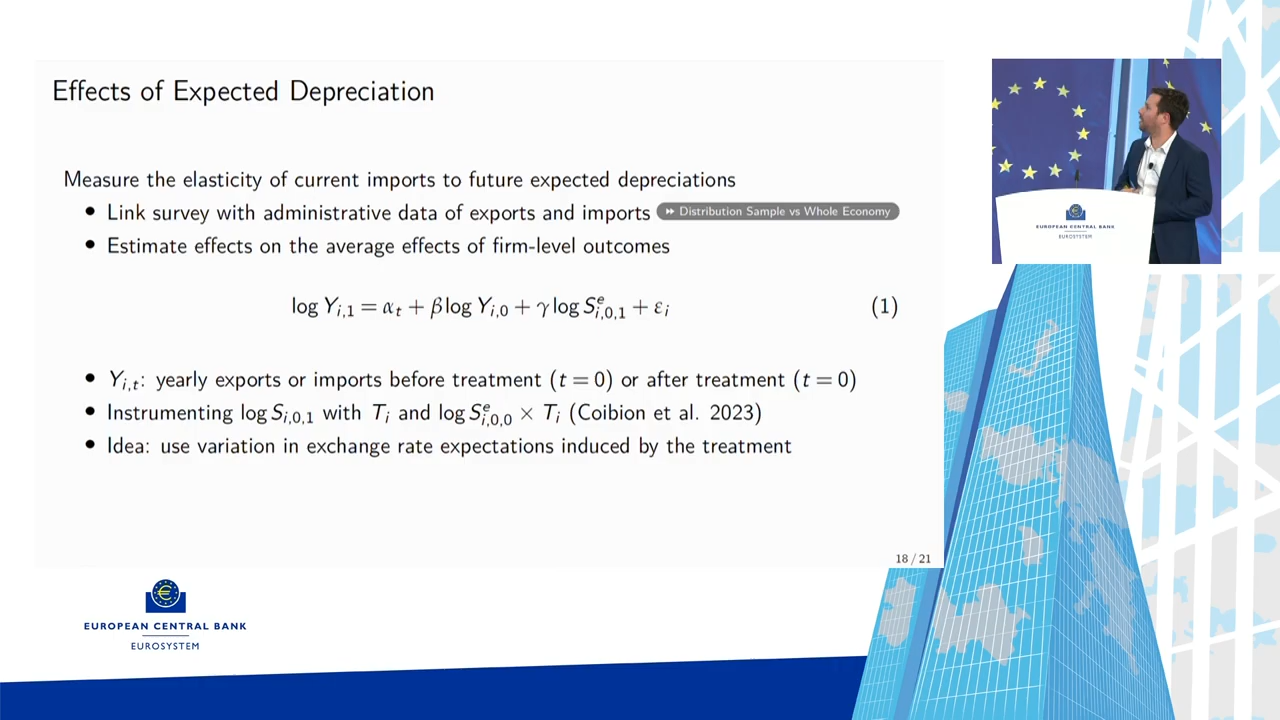 Effects of Expected Depreciation
Measure the elasticity of current imports to future expected depreciations
• Link survey with administrative data of exports and imports
Distribution Sample vs Whole Economy
• Estimate effects on the average effects of firm-level outcomes
log Y_{i,1} = α_t + β log Y_{i,0} + γ log S^e_{i,0,1} + ε_i (1)
• Y_{i,t}: yearly exports or imports before treatment (t = 0) or after treatment (t = 0)
• Instrumenting log S_{i,0,1} with T_i and log S^e_{i,0,0} × T_i (Coibion et al. 2023)
• Idea: use variation in exchange rate expectations induced by the treatment
18 / 21
EUROPEAN CENTRAL BANK
EUROSYSTEM
EUROPEAN CENTRAL BANK
EUROSYSTEM